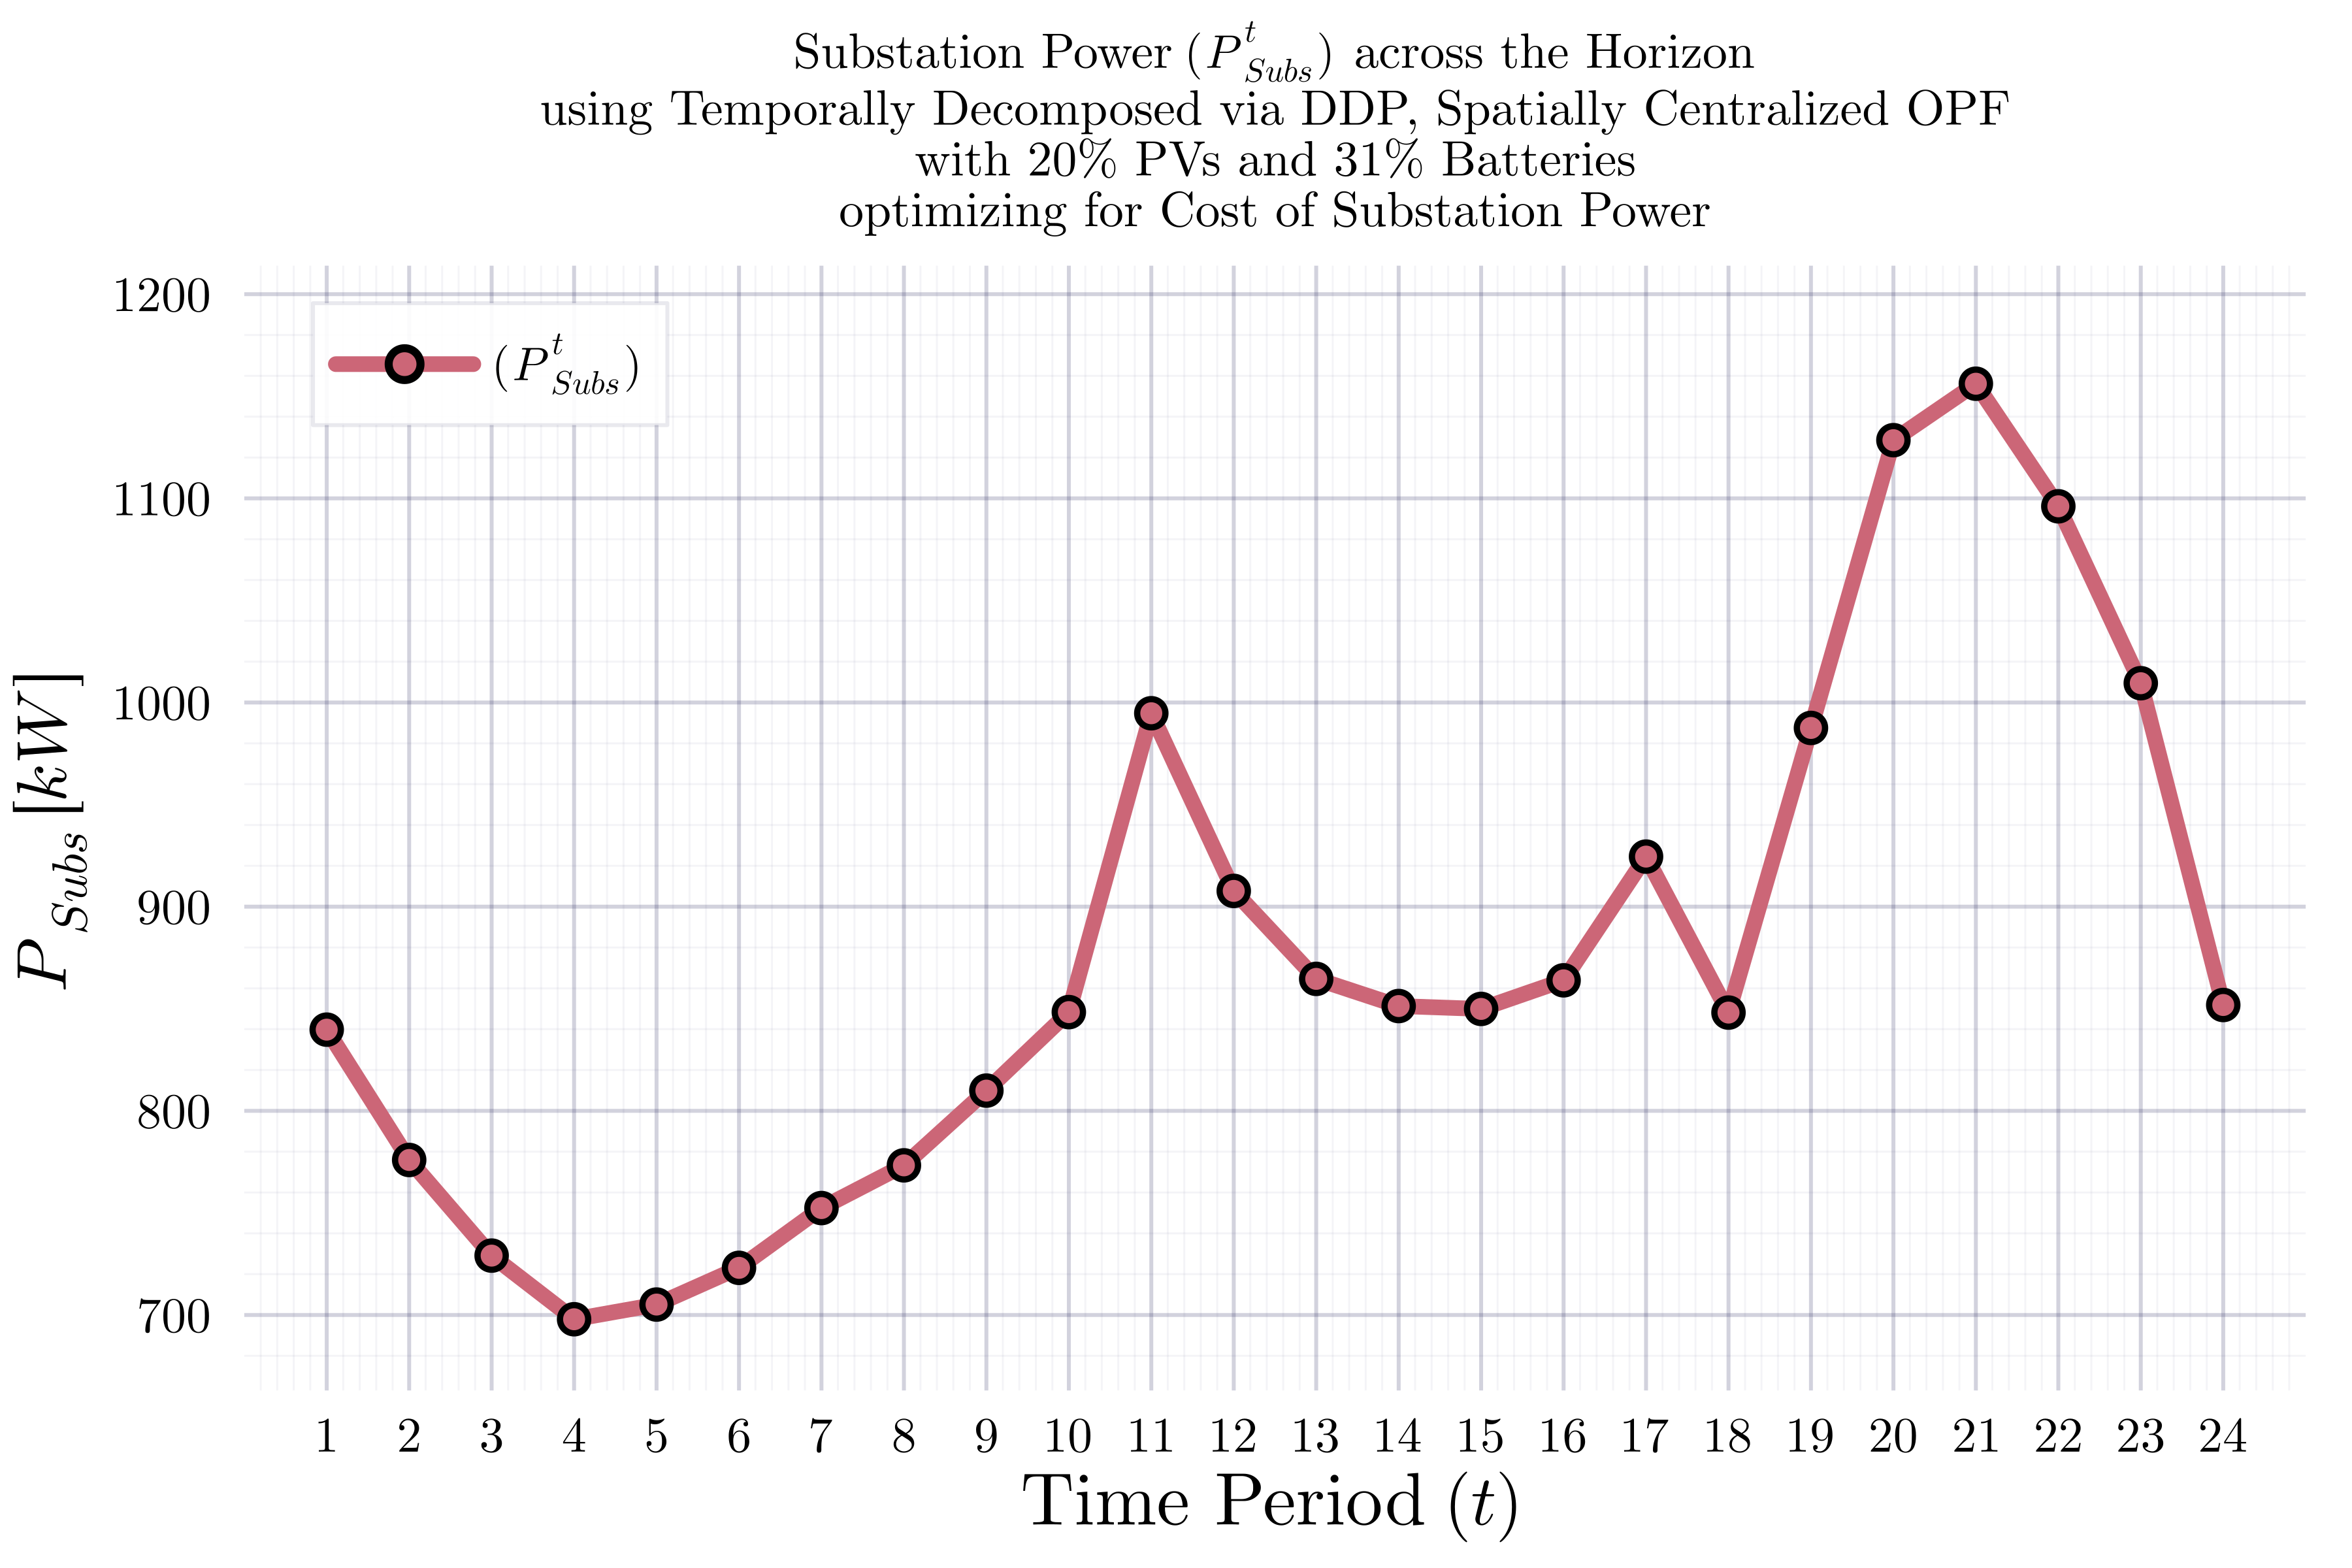 Substation Power (P^t_Subs) across the Horizon
using Temporally Decomposed via DDP, Spatially Centralized OPF
with 20% PVs and 31% Batteries
optimizing for Cost of Substation Power
(P^t_Subs)
1200
1100
1000
900
800
700
P_Subs [kW]
1 2 3 4 5 6 7 8 9 10 11 12 13 14 15 16 17 18 19 20 21 22 23 24
Time Period (t)